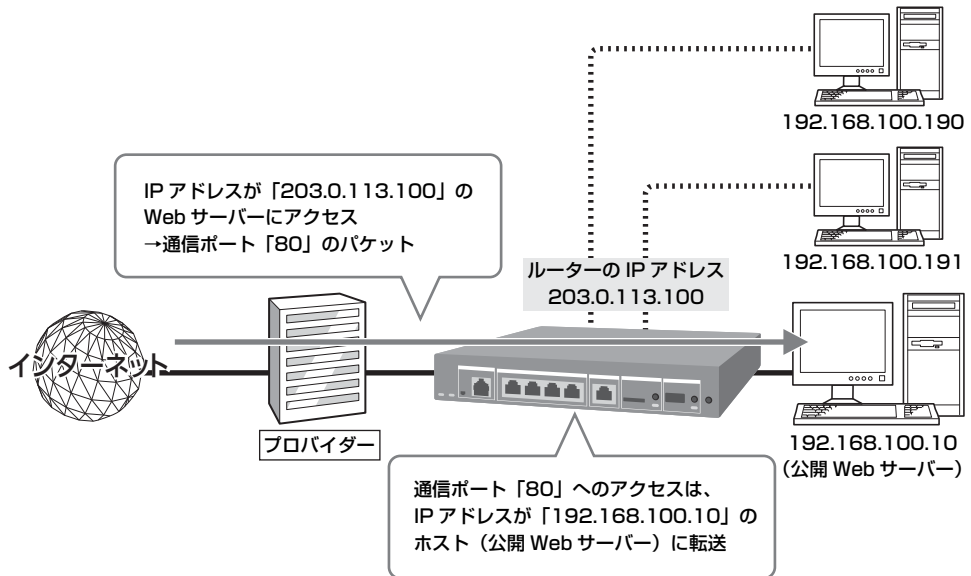 192.168.100.190
IP アドレスが「203.0.113.100」の
Web サーバーにアクセス
→通信ポート「80」のパケット
192.168.100.191
ルーターの IP アドレス
203.0.113.100
インターネット
プロバイダー
192.168.100.10
（公開 Web サーバー）
通信ポート「80」へのアクセスは、
IP アドレスが「192.168.100.10」の
ホスト（公開 Web サーバー）に転送